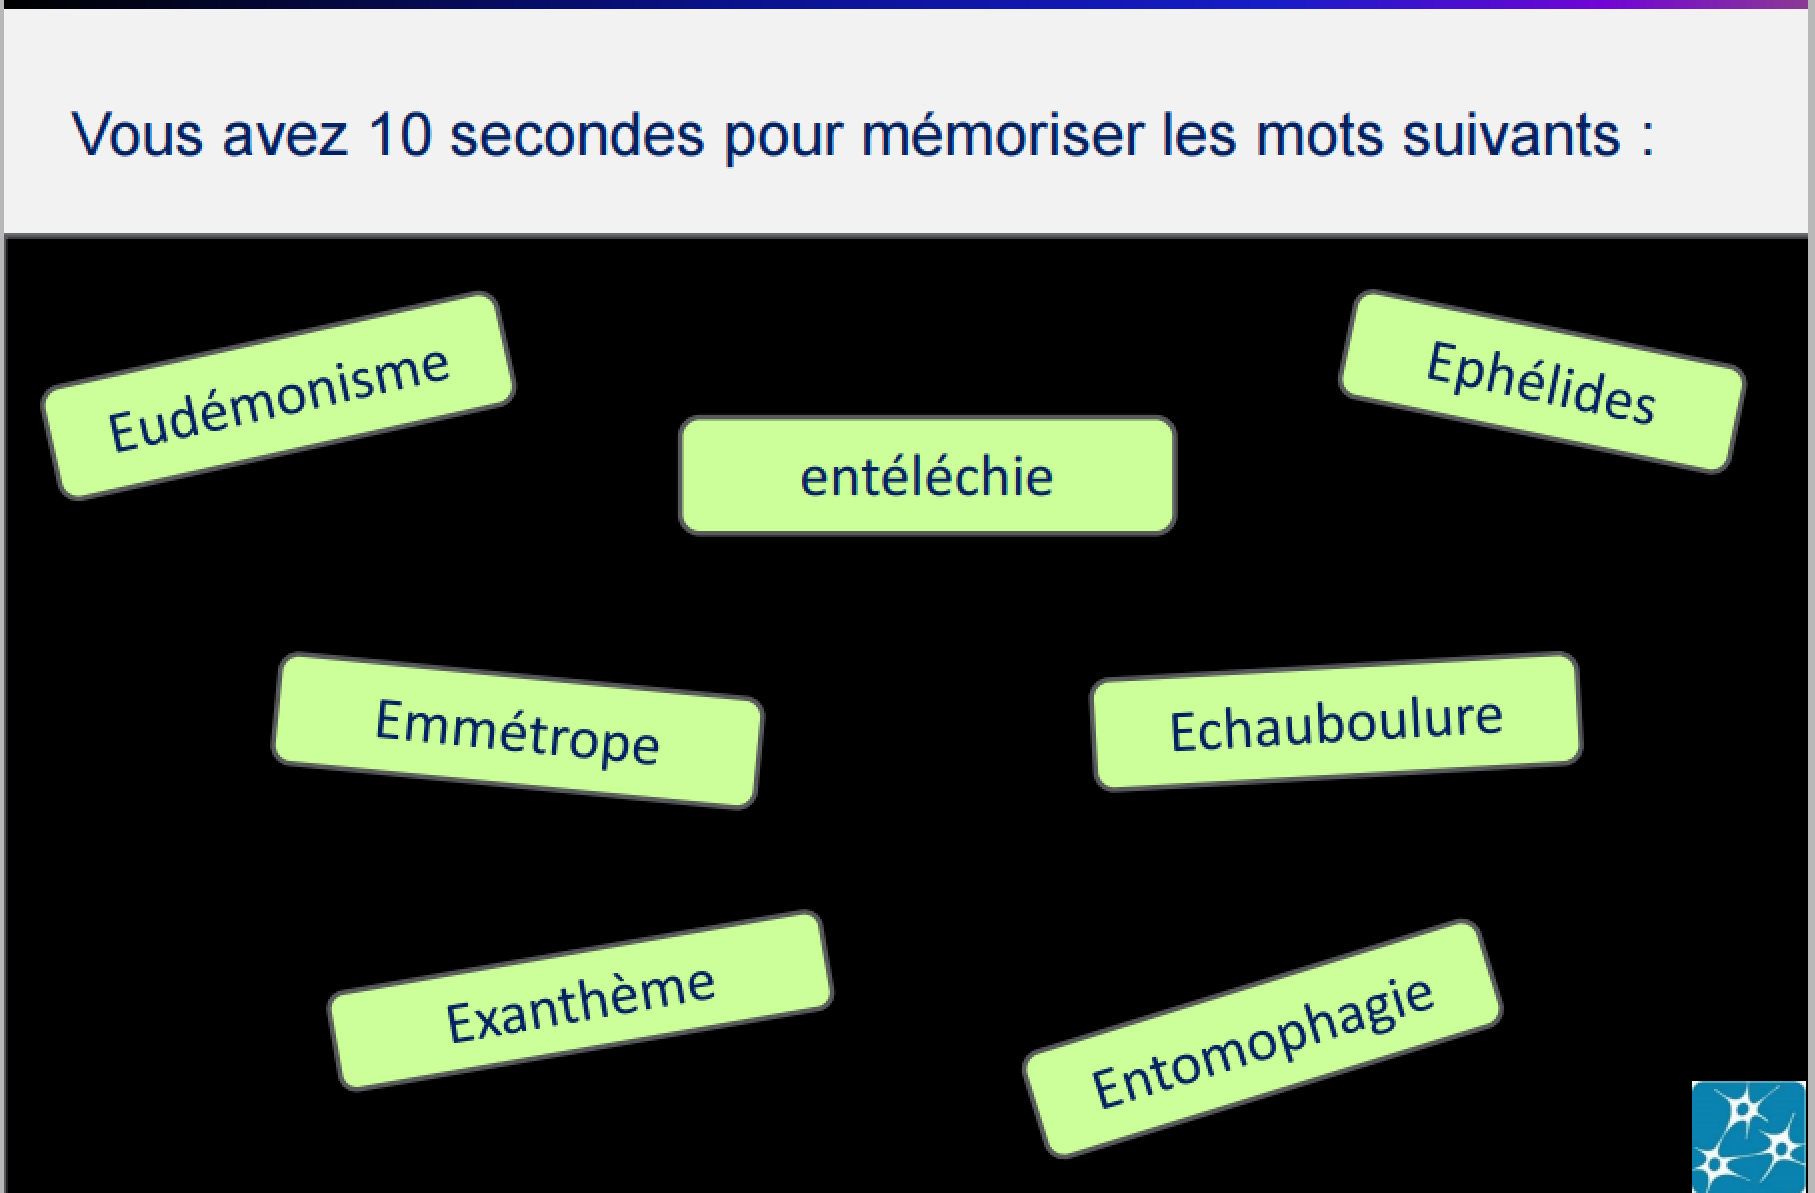 Vous avez 10 secondes pour mémoriser les mots suivants :
Eudémonisme
Ephélides
entéléchie
Emmétrope
Echauboulure
Exanthème
Entomophagie